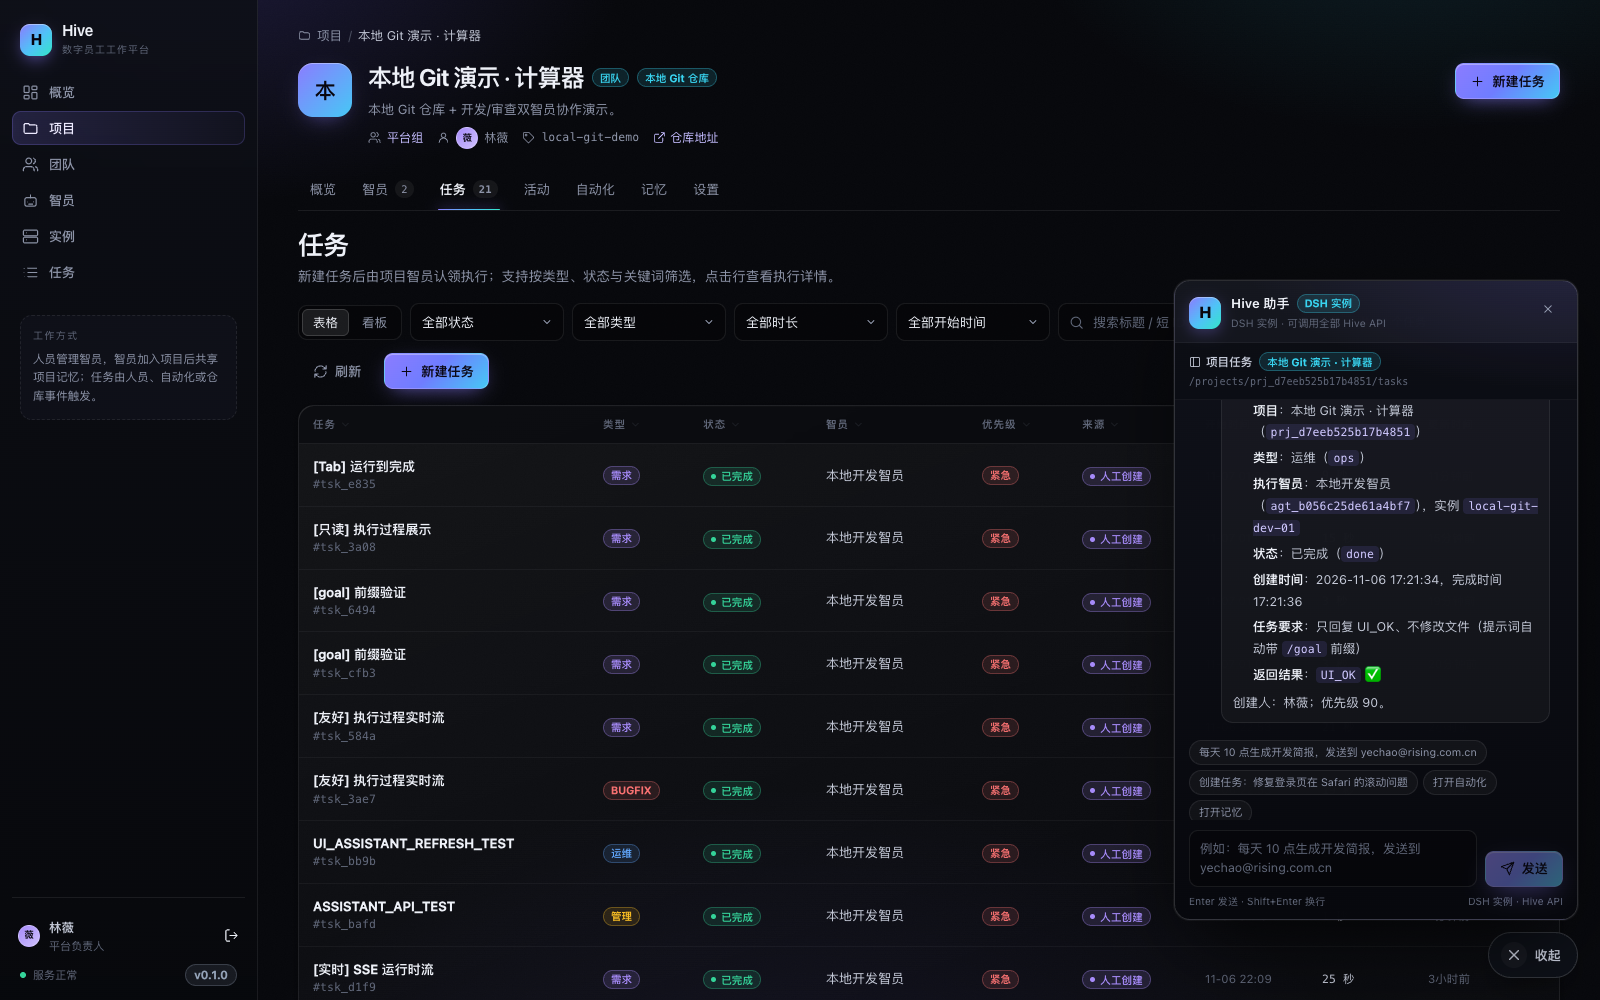 H
Hive
数字员工工作平台
概览
项目
团队
智员
实例
任务
工作方式
人员管理智员，智员加入项目后共享
项目记忆；任务由人员、自动化或仓
库事件触发。
薇
林薇
平台负责人
服务正常
v0.1.0
项目 / 本地 Git 演示 · 计算器
本
本地 Git 演示 · 计算器 团队 本地 Git 仓库
本地 Git 仓库 + 开发/审查双智员协作演示。
平台组 薇 林薇 local-git-demo 仓库地址
新建任务
概览 智员 2 任务 21 活动 自动化 记忆 设置
任务
新建任务后由项目智员认领执行；支持按类型、状态与关键词筛选，点击行查看执行详情。
表格 看板 全部状态 全部类型 全部时长 全部开始时间 搜索标题 / 短
刷新 新建任务
任务 类型 状态 智员 优先级 来源
[Tab] 运行到完成 需求 已完成 本地开发智员 紧急 人工创建
#tsk_e835
[只读] 执行过程展示 需求 已完成 本地开发智员 紧急 人工创建
#tsk_3a08
[goal] 前缀验证 需求 已完成 本地开发智员 紧急 人工创建
#tsk_6494
[goal] 前缀验证 需求 已完成 本地开发智员 紧急 人工创建
#tsk_cfb3
[友好] 执行过程实时流 需求 已完成 本地开发智员 紧急 人工创建
#tsk_584a
[友好] 执行过程实时流 BUGFIX 已完成 本地开发智员 紧急 人工创建
#tsk_3ae7
UI_ASSISTANT_REFRESH_TEST 运维 已完成 本地开发智员 紧急 人工创建
#tsk_bb9b
ASSISTANT_API_TEST 管理 已完成 本地开发智员 紧急 人工创建
#tsk_bafd
[实时] SSE 运行时流 需求 已完成 本地开发智员 紧急 人工创建 11-06 22:09 25 秒 3小时前
#tsk_d1f9
H
Hive 助手 DSH 实例
DSH 实例 · 可调用全部 Hive API
项目任务 本地 Git 演示 · 计算器
/projects/prj_d7eeb525b17b4851/tasks
项目：本地 Git 演示 · 计算器
（prj_d7eeb525b17b4851）
类型：运维（ops）
执行智员：本地开发智员
（agt_b056c25de61a4bf7），实例 local-git-
dev-01
状态：已完成（done）
创建时间：2026-11-06 17:21:34，完成时间
17:21:36
任务要求：只回复 UI_OK、不修改文件（提示词自
动带 /goal 前缀）
返回结果：UI_OK ✅
创建人：林薇；优先级 90。
每天 10 点生成开发简报，发送到 yechao@rising.com.cn
创建任务：修复登录页在 Safari 的滚动问题 打开自动化
打开记忆
例如：每天 10 点生成开发简报，发送到
yechao@rising.com.cn
发送
Enter 发送 · Shift+Enter 换行 DSH 实例 · Hive API
收起